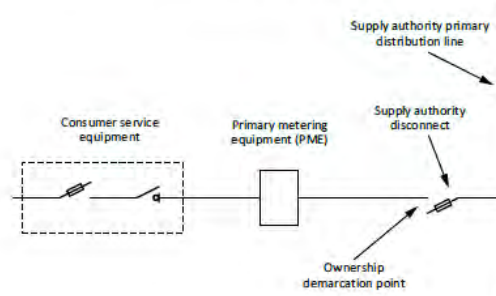 Supply authority primary
distribution line
Supply authority
disconnect
Consumer service
equipment
Primary metering
equipment (PME)
Ownership
demarcation point